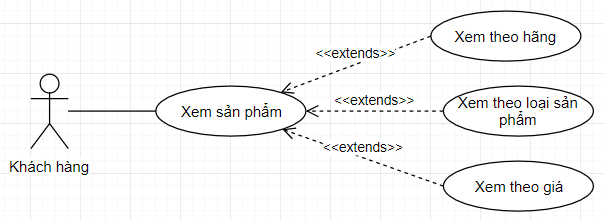 Xem theo hãng
<<extends>>
Xem sản phẩm
<<extends>>
Xem theo loại sản
phẩm
<<extends>>
Khách hàng
Xem theo giá